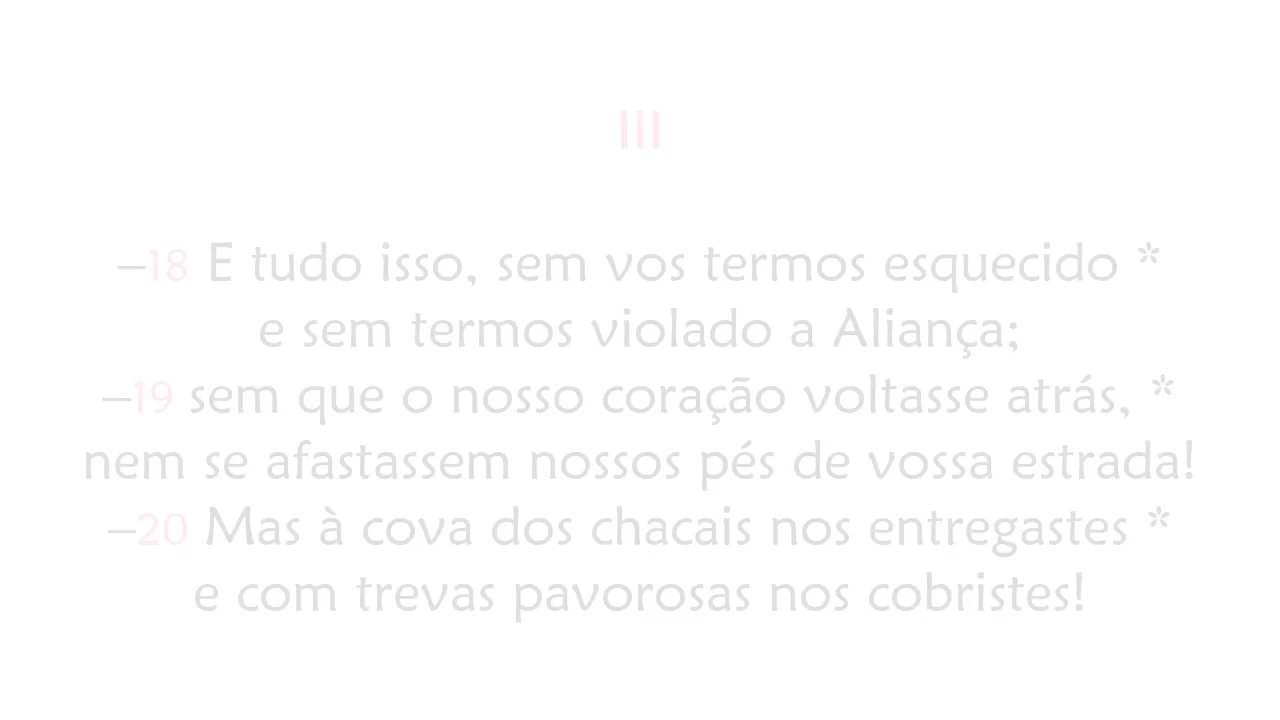 III
–18 E tudo isso, sem vos termos esquecido *
e sem termos violado a Aliança;
–19 sem que o nosso coração voltasse atrás, *
nem se afastassem nossos pés de vossa estrada!
–20 Mas à cova dos chacais nos entregastes *
e com trevas pavorosas nos cobristes!